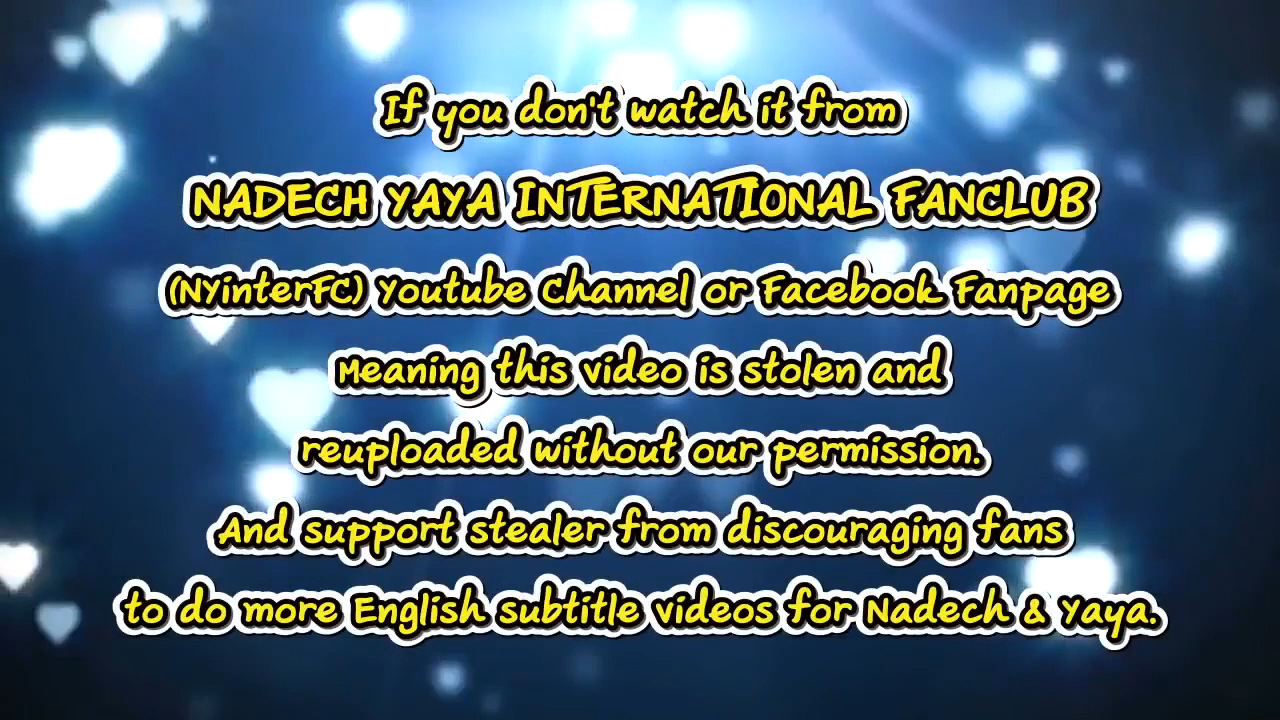 If you don't watch it from
NADECH YAYA INTERNATIONAL FANCLUB
(NYinterFC) Youtube Channel or Facebook Fanpage
Meaning this video is stolen and
reuploaded without our permission.
And support stealer from discouraging fans
to do more English subtitle videos for Nadech & Yaya.